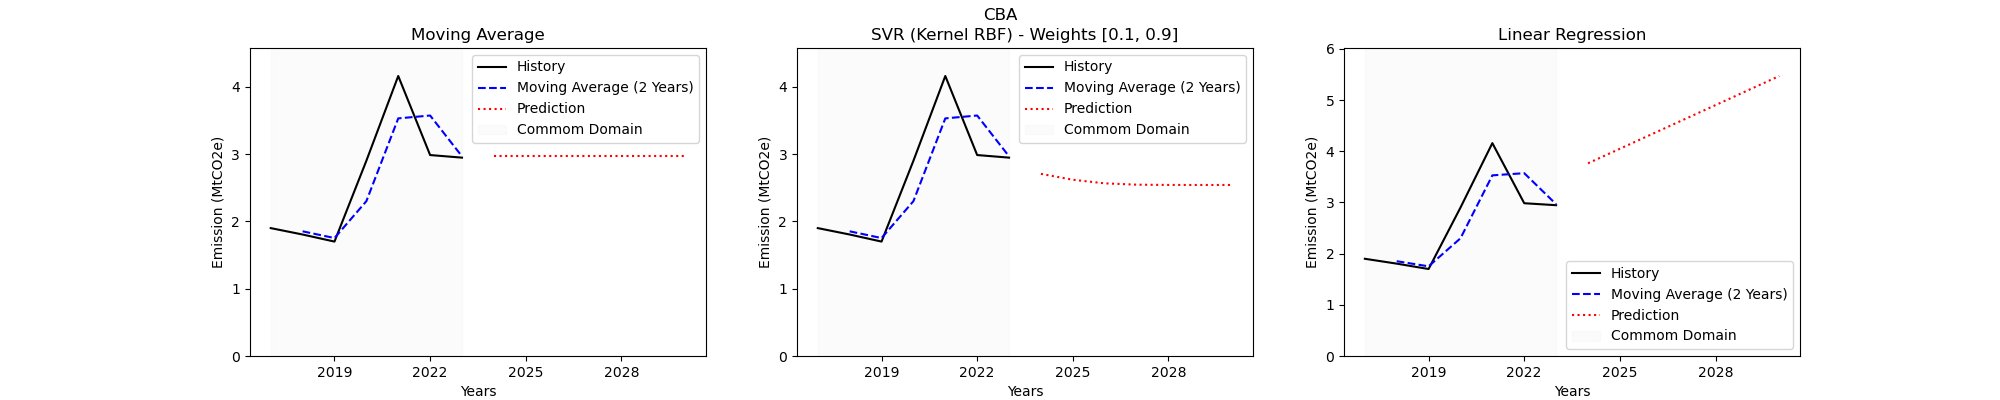 CBA
Moving Average
Emission (MtCO2e)
4
3
2
1
0
History
Moving Average (2 Years)
Prediction
Commom Domain
2019
2022
2025
2028
Years
SVR (Kernel RBF) - Weights [0.1, 0.9]
Emission (MtCO2e)
4
3
2
1
0
History
Moving Average (2 Years)
Prediction
Commom Domain
2019
2022
2025
2028
Years
Linear Regression
Emission (MtCO2e)
6
5
4
3
2
1
0
History
Moving Average (2 Years)
Prediction
Commom Domain
2019
2022
2025
2028
Years